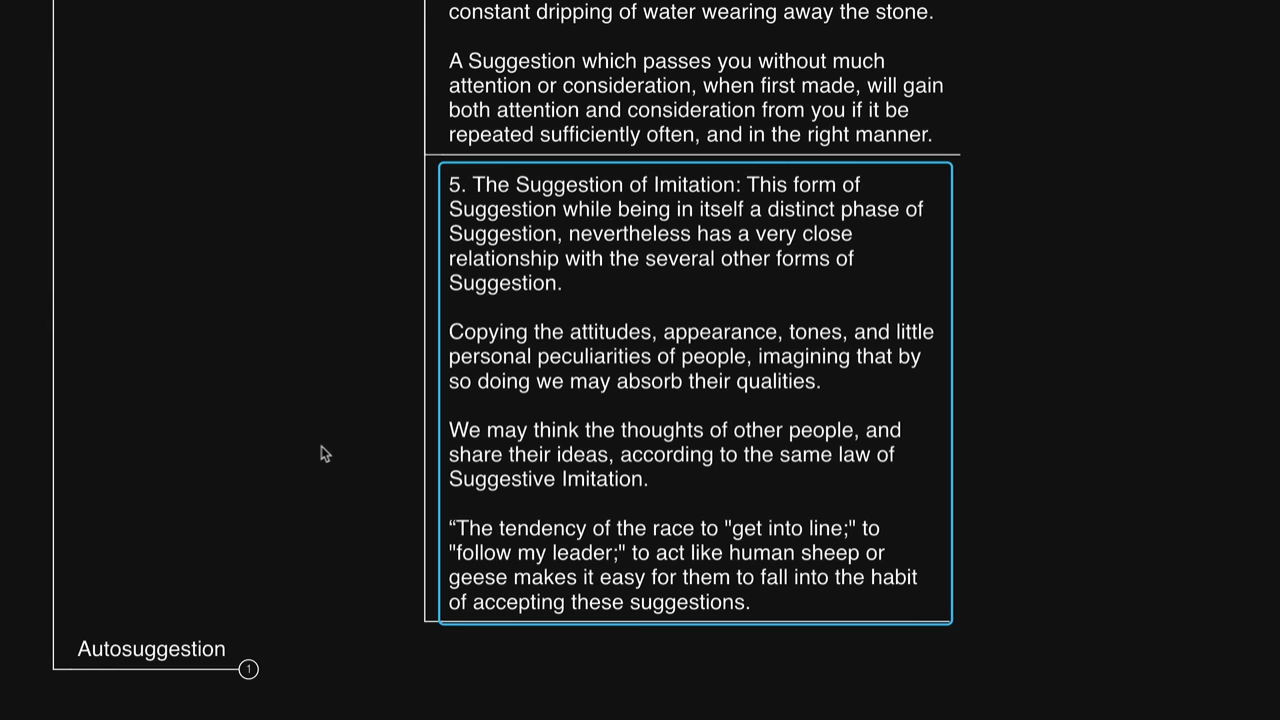 constant dripping of water wearing away the stone.
A Suggestion which passes you without much
attention or consideration, when first made, will gain
both attention and consideration from you if it be
repeated sufficiently often, and in the right manner.
5. The Suggestion of Imitation: This form of
Suggestion while being in itself a distinct phase of
Suggestion, nevertheless has a very close
relationship with the several other forms of
Suggestion.
Copying the attitudes, appearance, tones, and little
personal peculiarities of people, imagining that by
so doing we may absorb their qualities.
We may think the thoughts of other people, and
share their ideas, according to the same law of
Suggestive Imitation.
“The tendency of the race to "get into line;" to
"follow my leader;" to act like human sheep or
geese makes it easy for them to fall into the habit
of accepting these suggestions.
Autosuggestion
1